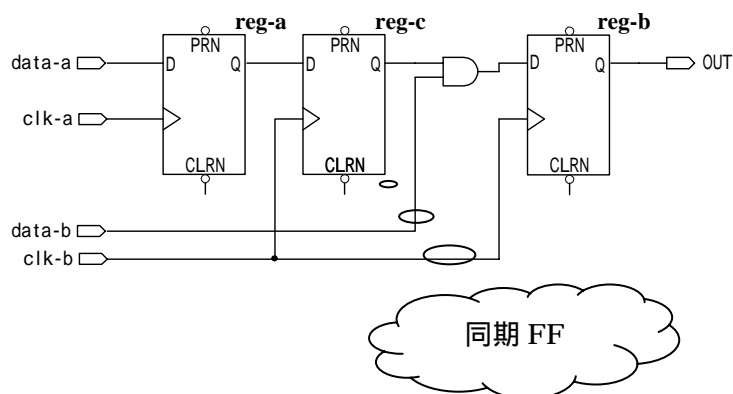 reg-a reg-c reg-b
PRN PRN PRN
data-a D Q D Q D Q OUT
clk-a
CLRN CLRN CLRN
data-b
clk-b
同期 FF